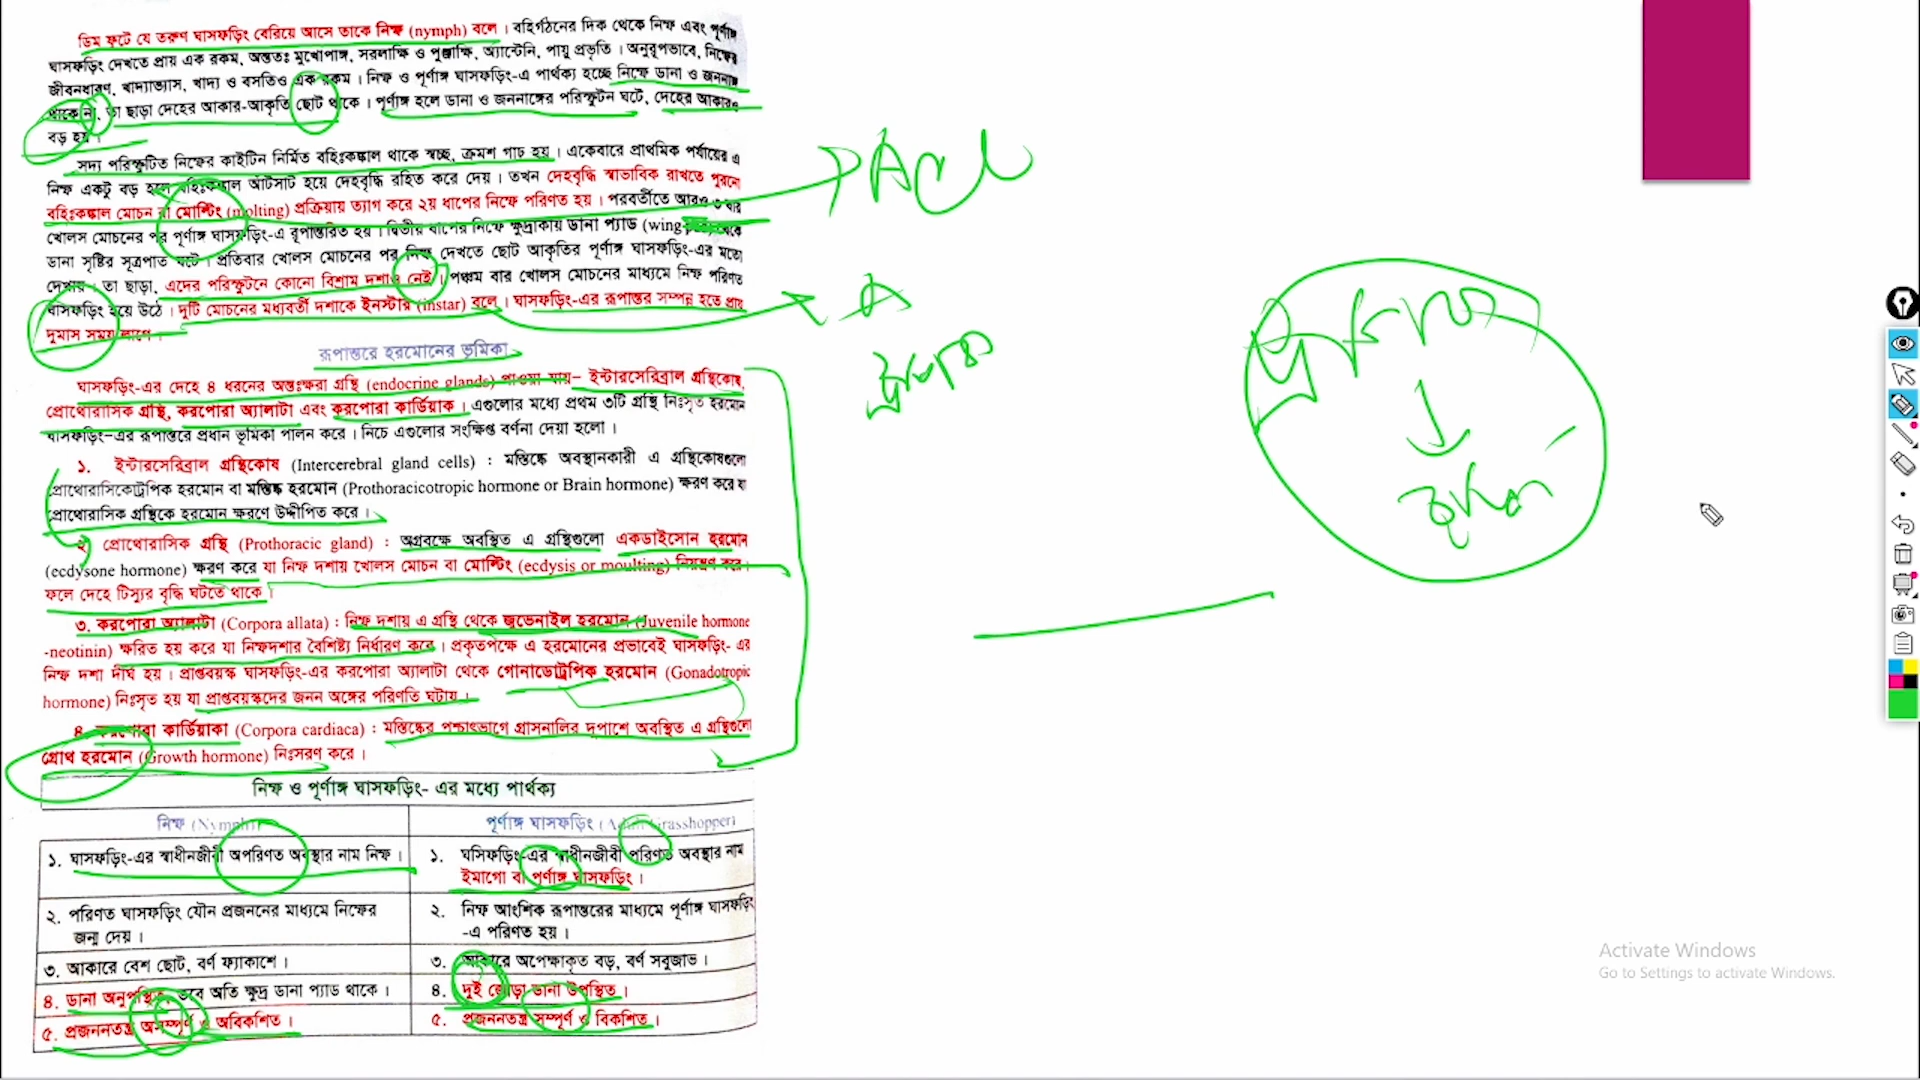 ডিম ফুটে যে তরুণ ঘাসফড়িং বেরিয়ে আসে তাকে নিম্ফ (nymph) বলে। বহির্গঠনের দিক থেকে নিম্ফ এবং পূর্ণাঙ্গ
ঘাসফড়িং দেখতে প্রায় এক রকম, অন্ততঃ মুখোপাঙ্গ, সরলাক্ষি ও পুঞ্জাক্ষি, অ্যান্টেনি, পায়ু প্রভৃতি। অনুরূপভাবে, নিম্ফের
জীবনধারণ, খাদ্যাভ্যাস, খাদ্য ও বসতিও এক রকম। নিম্ফ ও পূর্ণাঙ্গ ঘাসফড়িং-এ পার্থক্য হচ্ছে নিম্ফে ডানা ও জননাঙ্গ
থাকে না, তা ছাড়া দেহের আকার-আকৃতি ছোট থাকে। পূর্ণাঙ্গ হলে ডানা ও জননাঙ্গের পরিস্ফুটন ঘটে, দেহের আকারও
বড় হয়।
সদ্য পরিস্ফুটিত নিম্ফের কাইটিন নির্মিত বহিঃকঙ্কাল থাকে স্বচ্ছ, ক্রমশ গাঢ় হয়। একেবারে প্রাথমিক পর্যায়ের এ
নিম্ফ একটু বড় হলে বহিঃকঙ্কাল আঁটসাট হয়ে দেহবৃদ্ধি রহিত করে দেয়। তখন দেহবৃদ্ধি স্বাভাবিক রাখতে পুরনো
বহিঃকঙ্কাল মোচন বা মোল্টিং (molting) প্রক্রিয়ায় ত্যাগ করে ২য় ধাপের নিম্ফে পরিণত হয়। পরবর্তীতে আরও ৩ বার
খোলস মোচনের পর পূর্ণাঙ্গ ঘাসফড়িং-এ রূপান্তরিত হয়। দ্বিতীয় ধাপের নিম্ফে ক্ষুদ্রাকায় ডানা প্যাড (wing থেকে
ডানা সৃষ্টির সূত্রপাত ঘটে। প্রতিবার খোলস মোচনের পর নিম্ফ দেখতে ছোট আকৃতির পূর্ণাঙ্গ ঘাসফড়িং-এর মতো
দেখায়। তা ছাড়া, এদের পরিস্ফুটনে কোনো বিশ্রাম দশাও নেই। পঞ্চম বার খোলস মোচনের মাধ্যমে নিম্ফ পরিণত
ঘাসফড়িং হয়ে উঠে। দুটি মোচনের মধ্যবর্তী দশাকে ইনস্টার (instar) বলে। ঘাসফড়িং-এর রূপান্তর সম্পন্ন হতে প্রায়
দুমাস সময় লাগে।
রূপান্তরে হরমোনের ভূমিকা
ঘাসফড়িং-এর দেহে ৪ ধরনের অন্তঃক্ষরা গ্রন্থি (endocrine glands) পাওয়া যায়– ইন্টারসেরিব্রাল গ্রন্থিকোষ,
প্রোথোরাসিক গ্রন্থি, করপোরা অ্যালাটা এবং করপোরা কার্ডিয়াক। এগুলোর মধ্যে প্রথম ৩টি গ্রন্থি নিঃসৃত হরমোন
ঘাসফড়িং-এর রূপান্তরে প্রধান ভূমিকা পালন করে। নিচে এগুলোর সংক্ষিপ্ত বর্ণনা দেয়া হলো।
১. ইন্টারসেরিব্রাল গ্রন্থিকোষ (Intercerebral gland cells) : মস্তিষ্কে অবস্থানকারী এ গ্রন্থিকোষগুলো
প্রোথোরাসিকোট্রপিক হরমোন বা মস্তিষ্ক হরমোন (Prothoracicotropic hormone or Brain hormone) ক্ষরণ করে যা
প্রোথোরাসিক গ্রন্থিকে হরমোন ক্ষরণে উদ্দীপিত করে।
২. প্রোথোরাসিক গ্রন্থি (Prothoracic gland) : অগ্রবক্ষে অবস্থিত এ গ্রন্থিগুলো একডাইসোন হরমোন
(ecdysone hormone) ক্ষরণ করে যা নিম্ফ দশায় খোলস মোচন বা মোল্টিং (ecdysis or moulting) নিয়ন্ত্রণ করে।
ফলে দেহে টিস্যুর বৃদ্ধি ঘটতে থাকে।
৩. করপোরা অ্যালাটা (Corpora allata) : নিম্ফ দশায় এ গ্রন্থি থেকে জুভেনাইল হরমোন (Juvenile hormone
-neotinin) ক্ষরিত হয় করে যা নিম্ফদশার বৈশিষ্ট্য নির্ধারণ করে। প্রকৃতপক্ষে এ হরমোনের প্রভাবেই ঘাসফড়িং- এর
নিম্ফ দশা দীর্ঘ হয়। প্রাপ্তবয়স্ক ঘাসফড়িং-এর করপোরা অ্যালাটা থেকে গোনাডোট্রপিক হরমোন (Gonadotropic
hormone) নিঃসৃত হয় যা প্রাপ্তবয়স্কদের জনন অঙ্গের পরিণতি ঘটায়।
৪. করপোরা কার্ডিয়াকা (Corpora cardiaca) : মস্তিষ্কের পশ্চাৎভাগে গ্রাসনালির দুপাশে অবস্থিত এ গ্রন্থিগুলো
গ্রোথ হরমোন (Growth hormone) নিঃসরণ করে।
নিম্ফ ও পূর্ণাঙ্গ ঘাসফড়িং- এর মধ্যে পার্থক্য
নিম্ফ (Nymph)
পূর্ণাঙ্গ ঘাসফড়িং (Adult Grasshopper)
১. ঘাসফড়িং-এর স্বাধীনজীবী অপরিণত অবস্থার নাম নিম্ফ।
১. ঘসিফড়িং-এর স্বাধীনজীবী পরিণত অবস্থার নাম
ইমাগো বা পূর্ণাঙ্গ ঘাসফড়িং।
২. পরিণত ঘাসফড়িং যৌন প্রজননের মাধ্যমে নিম্ফের
জন্ম দেয়।
২. নিম্ফ আংশিক রূপান্তরের মাধ্যমে পূর্ণাঙ্গ ঘাসফড়িং
-এ পরিণত হয়।
৩. আকারে বেশ ছোট, বর্ণ ফ্যাকাশে।
৩. আকারে অপেক্ষাকৃত বড়, বর্ণ সবুজাভ।
৪. ডানা অনুপস্থিত, তবে অতি ক্ষুদ্র ডানা প্যাড থাকে।
৪. দুই জোড়া ডানা উপস্থিত।
৫. প্রজননতন্ত্র অসম্পূর্ণ ও অবিকশিত।
৫. প্রজননতন্ত্র সম্পূর্ণ ও বিকশিত।
Activate Windows
Go to Settings to activate Windows.